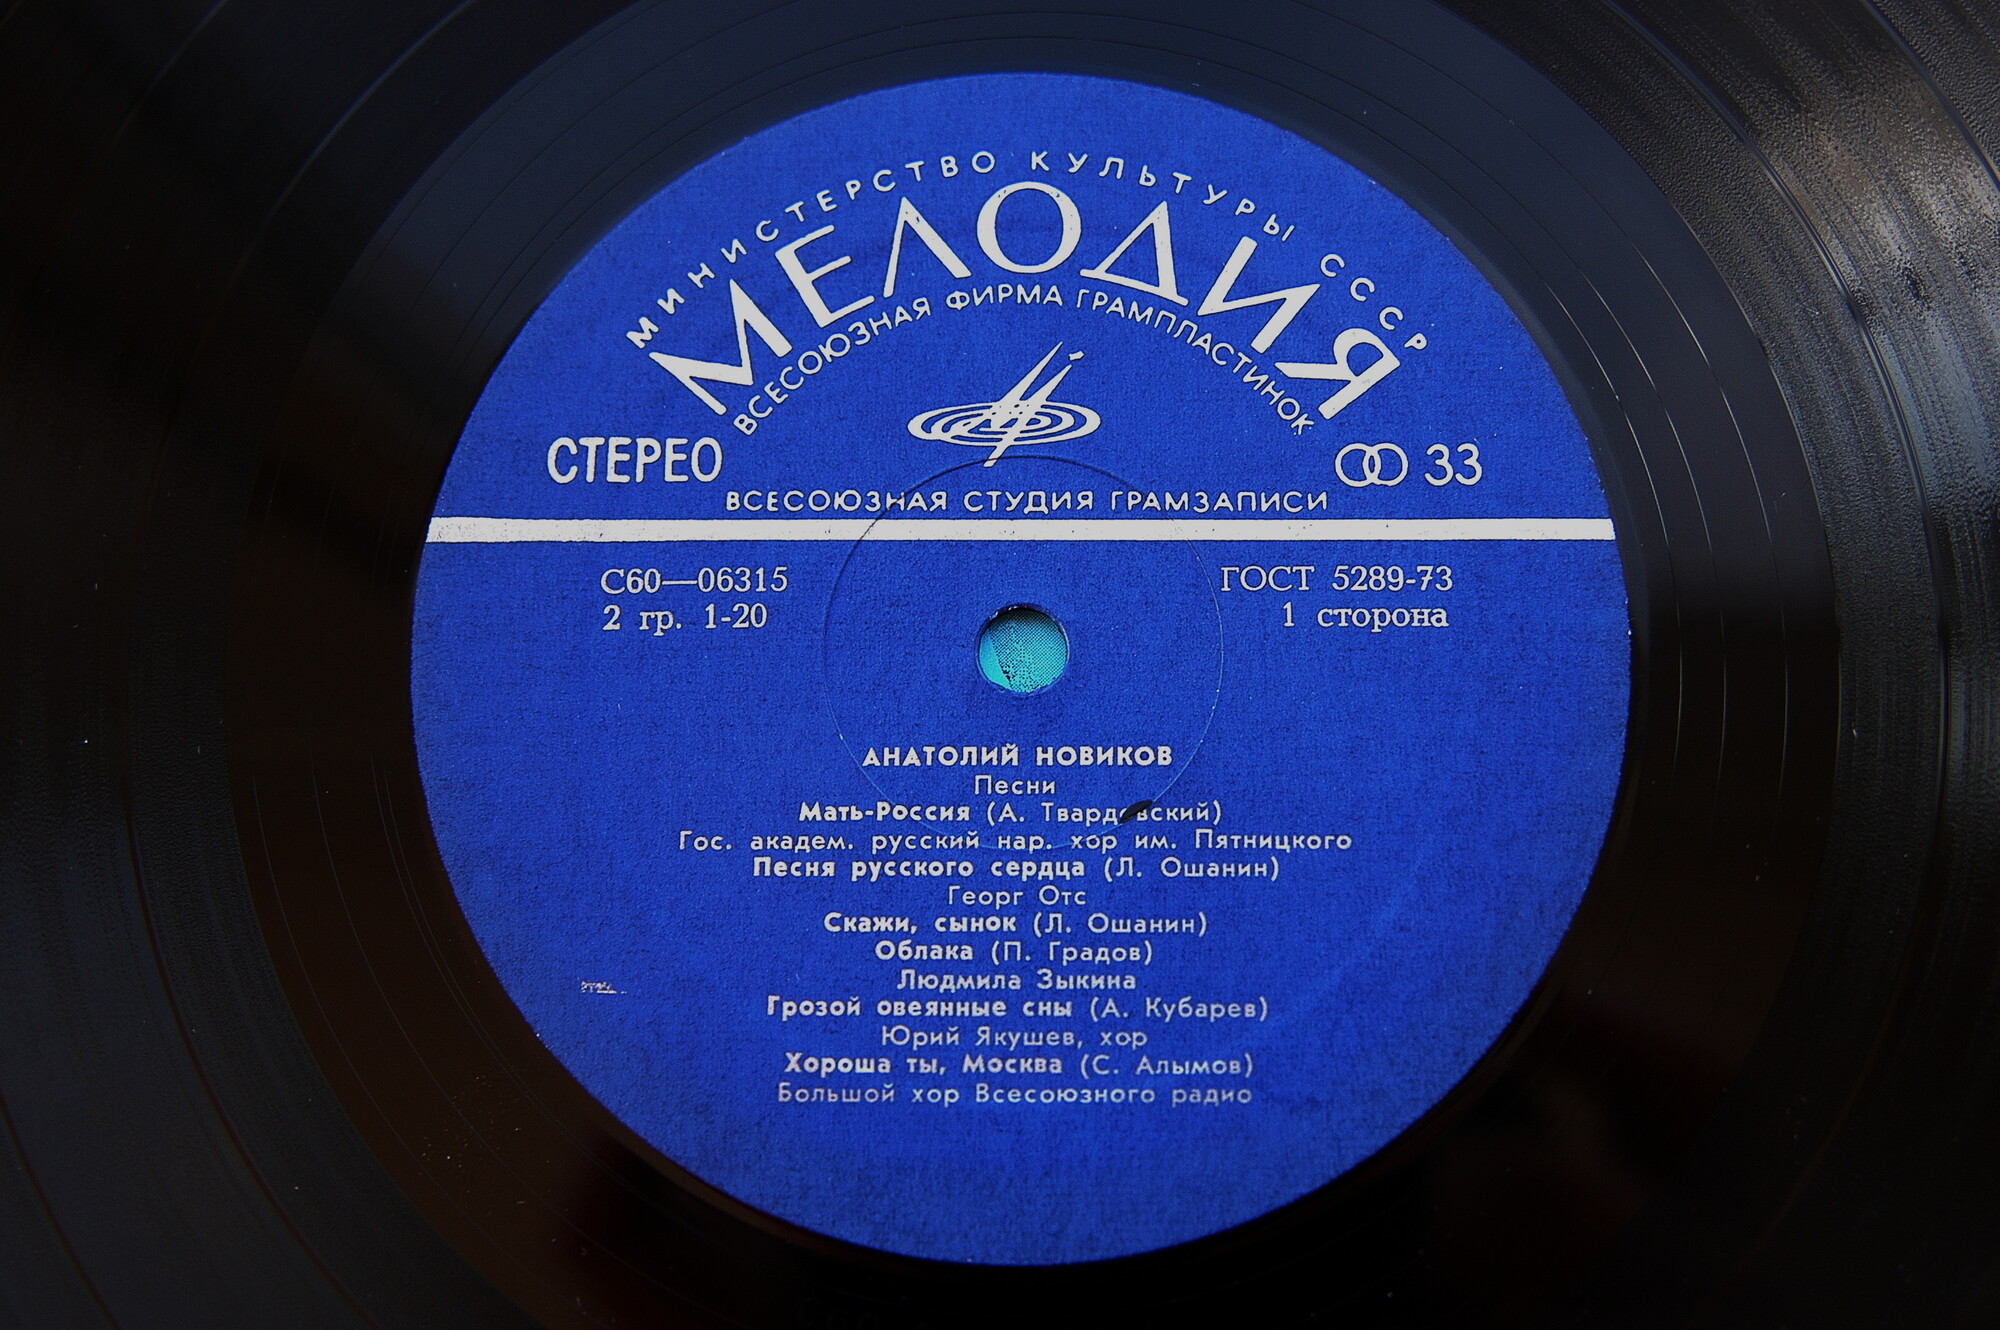 МИНИСТЕРСТВО КУЛЬТУРЫ СССР
МЕЛОДИЯ
ВСЕСОЮЗНАЯ ФИРМА ГРАМПЛАСТИНОК
СТЕРЕО
33
ВСЕСОЮЗНАЯ СТУДИЯ ГРАМЗАПИСИ
С60—06315
ГОСТ 5289-73
2 гр. 1-20
1 сторона
АНАТОЛИЙ НОВИКОВ
Песни
Мать-Россия (А. Твардовский)
Гос. академ. русский нар. хор им. Пятницкого
Песня русского сердца (Л. Ошанин)
Георг Отс
Скажи, сынок (Л. Ошанин)
Облака (П. Градов)
Людмила Зыкина
Грозой овеянные сны (А. Кубарев)
Юрий Якушев, хор
Хороша ты, Москва (С. Алымов)
Большой хор Всесоюзного радио